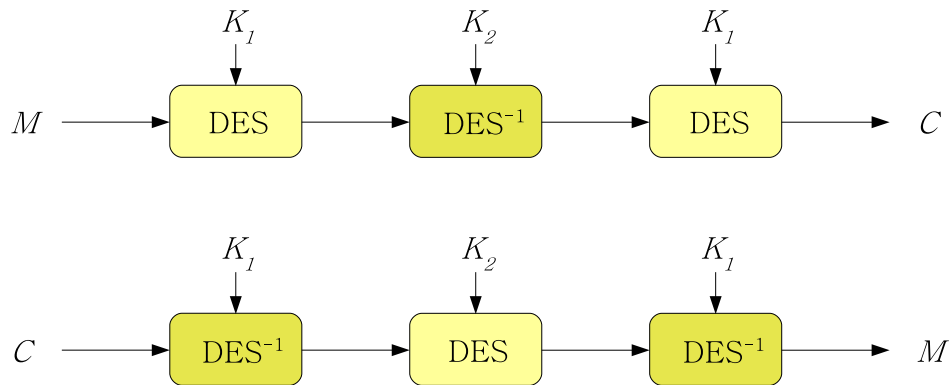 K₁ K₂ K₁
M DES DES⁻¹ DES C
K₁ K₂ K₁
C DES⁻¹ DES DES⁻¹ M